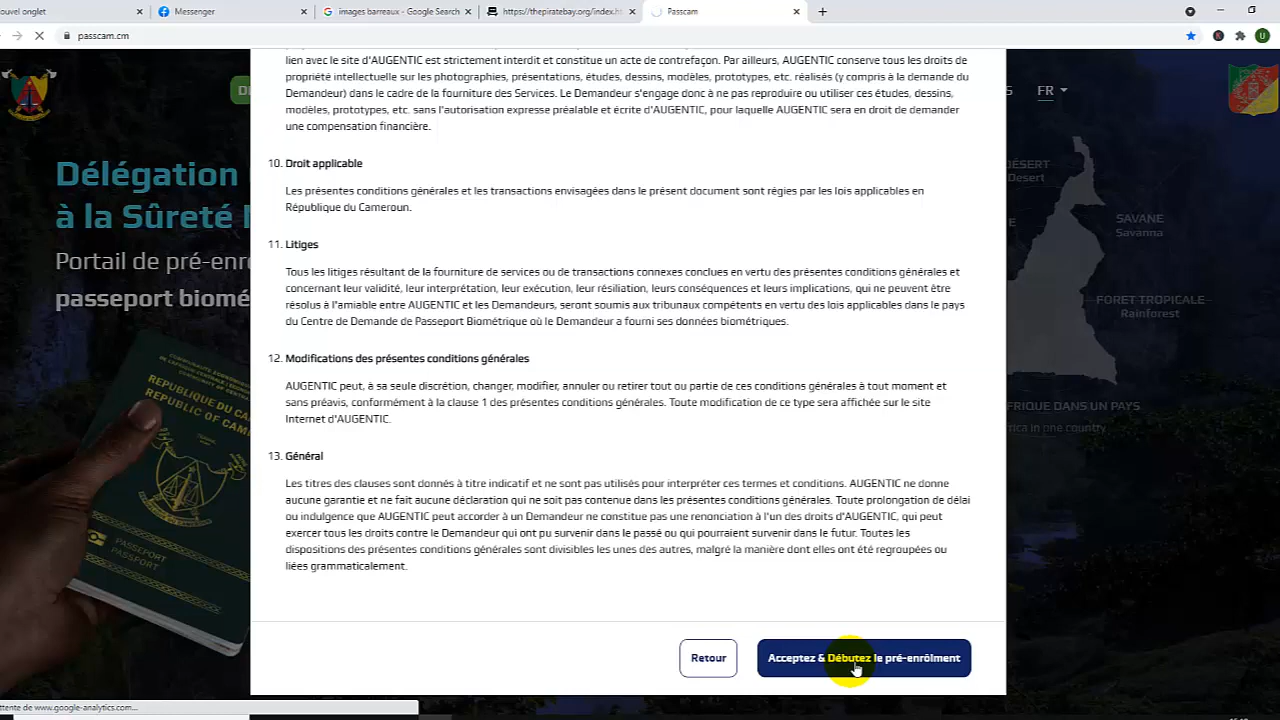 Messenger
images barreaux - Google Search
https://thepiratebay.org/index.h
Passcam
passcam.cm
lien avec le site d'AUGENTIC est strictement interdit et constitue un acte de contrefaçon. Par ailleurs, AUGENTIC conserve tous les droits de
propriété intellectuelle sur les photographies, présentations, études, dessins, modèles, prototypes, etc. réalisés (y compris à la demande du
Demandeur) dans le cadre de la fourniture des Services. Le Demandeur s'engage donc à ne pas reproduire ou utiliser ces études, dessins,
modèles, prototypes, etc. sans l'autorisation expresse préalable et écrite d'AUGENTIC, pour laquelle AUGENTIC sera en droit de demander
une compensation financière.
FR
10. Droit applicable
Les présentes conditions générales et les transactions envisagées dans le présent document sont régies par les lois applicables en
République du Cameroun.
11. Litiges
Tous les litiges résultant de la fourniture de services ou de transactions connexes conclues en vertu des présentes conditions générales et
concernant leur validité, leur interprétation, leur exécution, leur résiliation, leurs conséquences et leurs implications, qui ne peuvent être
résolus à l'amiable entre AUGENTIC et les Demandeurs, seront soumis aux tribunaux compétents en vertu des lois applicables dans le pays
du Centre de Demande de Passeport Biométrique où le Demandeur a fourni ses données biométriques.
12. Modifications des présentes conditions générales
AUGENTIC peut, à sa seule discrétion, changer, modifier, annuler ou retirer tout ou partie de ces conditions générales à tout moment et
sans préavis, conformément à la clause 1 des présentes conditions générales. Toute modification de ce type sera affichée sur le site
Internet d'AUGENTIC.
13. Général
Les titres des clauses sont donnés à titre indicatif et ne sont pas utilisés pour interpréter ces termes et conditions. AUGENTIC ne donne
aucune garantie et ne fait aucune déclaration qui ne soit pas contenue dans les présentes conditions générales. Toute prolongation de délai
ou indulgence que AUGENTIC peut accorder à un Demandeur ne constitue pas une renonciation à l'un des droits d'AUGENTIC, qui peut
exercer tous les droits contre le Demandeur qui ont pu survenir dans le passé ou qui pourraient survenir dans le futur. Toutes les
dispositions des présentes conditions générales sont divisibles les unes des autres, malgré la manière dont elles ont été regroupées ou
liées grammaticalement.
Retour
Acceptez & Débutez le pré-enrôlment
Délégation
à la Sûreté
Portail de pré-enr
passeport biomé
DÉSERT
Desert
SAVANE
Savanna
FORET TROPICALE
Rainforest
FRIQUE DANS UN PAYS
ica in one country
REPUBLIQUE DU CA
REPUBLIC OF CAM
PASSEPORT
PASSPORT
ttente de www.google-analytics.com...